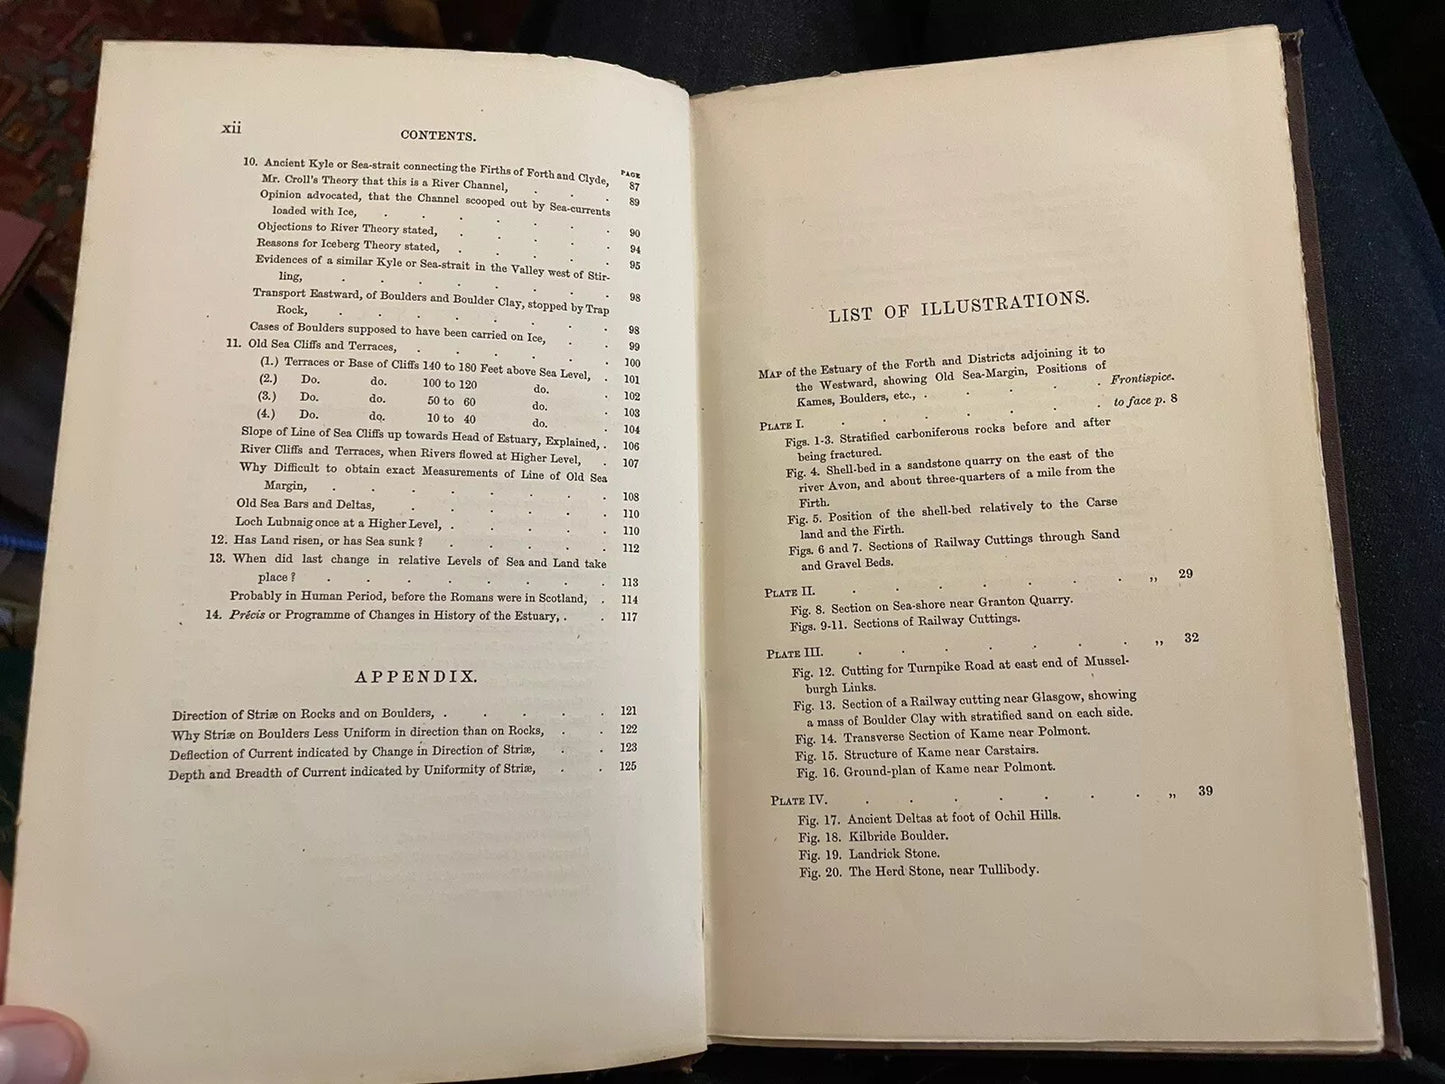 xii
CONTENTS.
PAGE
10. Ancient Kyle or Sea-strait connecting the Firths of Forth and Clyde, 87
Mr. Croll's Theory that this is a River Channel, . . . 89
Opinion advocated, that the Channel scooped out by Sea-currents
loaded with Ice, . . . . . . . 90
Objections to River Theory stated, . . . . . 94
Reasons for Iceberg Theory stated, . . . . . 95
Evidences of a similar Kyle or Sea-strait in the Valley west of Stir-
ling, . . . . . . . . 98
Transport Eastward, of Boulders and Boulder Clay, stopped by Trap
Rock, . . . . . . . . 98
Cases of Boulders supposed to have been carried on Ice, . . 99
11. Old Sea Cliffs and Terraces, . . . . . . 100
(1.) Terraces or Base of Cliffs 140 to 180 Feet above Sea Level, . 101
(2.) Do. do. 100 to 120 do. . 102
(3.) Do. do. 50 to 60 do. . 103
(4.) Do. do. 10 to 40 do. . 104
Slope of Line of Sea Cliffs up towards Head of Estuary, Explained, . 106
River Cliffs and Terraces, when Rivers flowed at Higher Level, . 107
Why Difficult to obtain exact Measurements of Line of Old Sea
Margin, . . . . . . . . 108
Old Sea Bars and Deltas, . . . . . . 110
Loch Lubnaig once at a Higher Level, . . . . . 110
12. Has Land risen, or has Sea sunk ? . . . . . 112
13. When did last change in relative Levels of Sea and Land take
place ? . . . . . . . . 113
Probably in Human Period, before the Romans were in Scotland, . 114
14. Précis or Programme of Changes in History of the Estuary, . . 117
APPENDIX.
Direction of Striæ on Rocks and on Boulders, . . . . . 121
Why Striæ on Boulders Less Uniform in direction than on Rocks, . . 122
Deflection of Current indicated by Change in Direction of Striæ, . . 123
Depth and Breadth of Current indicated by Uniformity of Striæ, . . 125
LIST OF ILLUSTRATIONS.
MAP of the Estuary of the Forth and Districts adjoining it to
the Westward, showing Old Sea-Margin, Positions of
Kames, Boulders, etc., . . . . . Frontispice.
PLATE I. . . . . . . . to face p. 8
Figs. 1-3. Stratified carboniferous rocks before and after
being fractured.
Fig. 4. Shell-bed in a sandstone quarry on the east of the
river Avon, and about three-quarters of a mile from the
Firth.
Fig. 5. Position of the shell-bed relatively to the Carse
land and the Firth.
Figs. 6 and 7. Sections of Railway Cuttings through Sand
and Gravel Beds.
PLATE II. . . . . . . . ,, 29
Fig. 8. Section on Sea-shore near Granton Quarry.
Figs. 9-11. Sections of Railway Cuttings.
PLATE III. . . . . . . . ,, 32
Fig. 12. Cutting for Turnpike Road at east end of Mussel-
burgh Links.
Fig. 13. Section of a Railway cutting near Glasgow, showing
a mass of Boulder Clay with stratified sand on each side.
Fig. 14. Transverse Section of Kame near Polmont.
Fig. 15. Structure of Kame near Carstairs.
Fig. 16. Ground-plan of Kame near Polmont.
PLATE IV. . . . . . . . ,, 39
Fig. 17. Ancient Deltas at foot of Ochil Hills.
Fig. 18. Kilbride Boulder.
Fig. 19. Landrick Stone.
Fig. 20. The Herd Stone, near Tullibody.